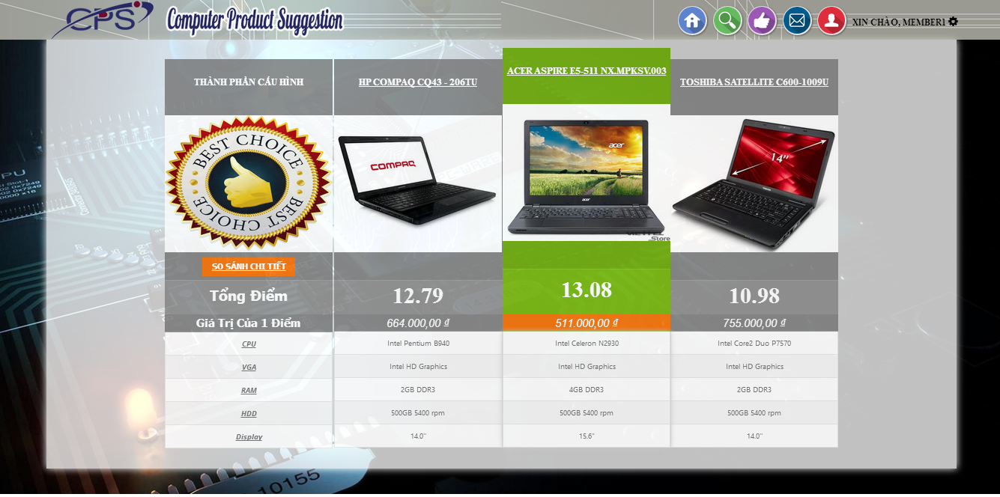 CPS
Computer Product Suggestion
XIN CHÀO, MEMBER1
THÀNH PHẦN CẤU HÌNH
HP COMPAQ CQ43 - 206TU
ACER ASPIRE E5-511 NX.MPKSV.003
TOSHIBA SATELLITE C600-1009U
BEST CHOICE
BEST CHOICE
COMPAQ
acer
acer
Store
14"
SO SÁNH CHI TIẾT
Tổng Điểm
12.79
13.08
10.98
Giá Trị Của 1 Điểm
664.000,00 ₫
511.000,00 ₫
755.000,00 ₫
CPU
Intel Pentium B940
Intel Celeron N2930
Intel Core2 Duo P7570
VGA
Intel HD Graphics
Intel HD Graphics
Intel HD Graphics
RAM
2GB DDR3
4GB DDR3
2GB DDR3
HDD
500GB 5400 rpm
500GB 5400 rpm
500GB 5400 rpm
Display
14.0"
15.6"
14.0"
10155